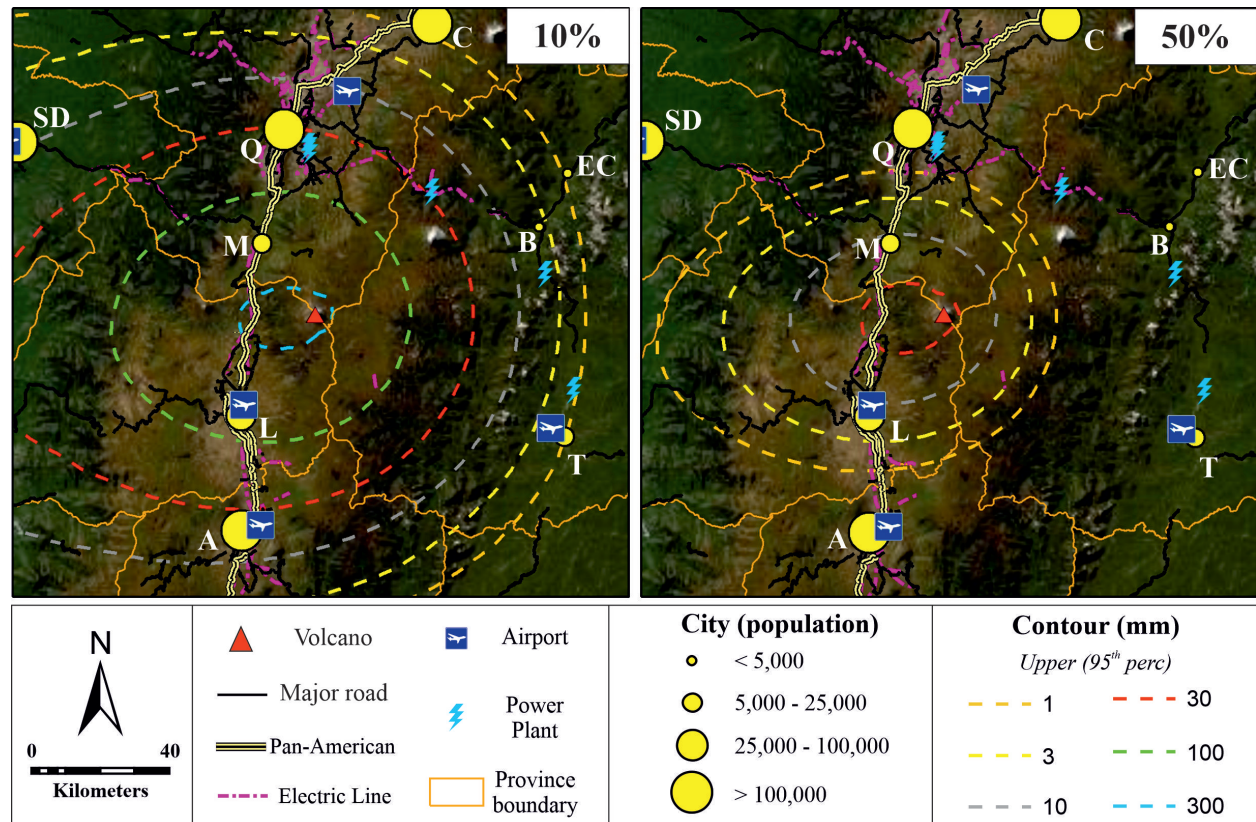 10%
C
SD
Q
EC
M
B
L
T
A
50%
C
SD
Q
EC
M
B
L
T
A
N
0 40
Kilometers
Volcano
Major road
Pan-American
Electric Line
Airport
Power
Plant
Province
boundary
City (population)
< 5,000
5,000 - 25,000
25,000 - 100,000
> 100,000
Contour (mm)
Upper (95th perc)
1
3
10
30
100
300